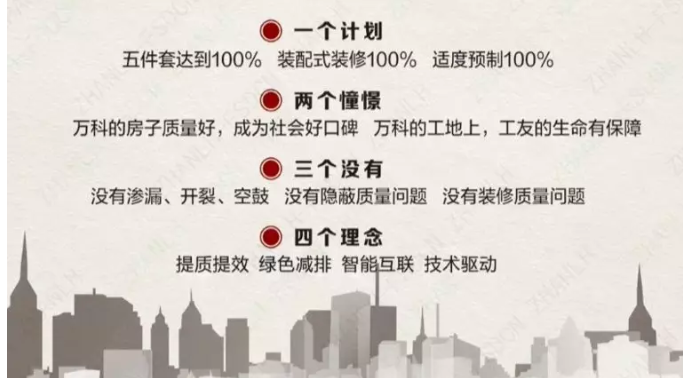 一个计划
五件套达到100% 装配式装修100% 适度预制100%
两个憧憬
万科的房子质量好，成为社会好口碑 万科的工地上，工友的生命有保障
三个没有
没有渗漏、开裂、空鼓 没有隐蔽质量问题 没有装修质量问题
四个理念
提质提效 绿色减排 智能互联 技术驱动